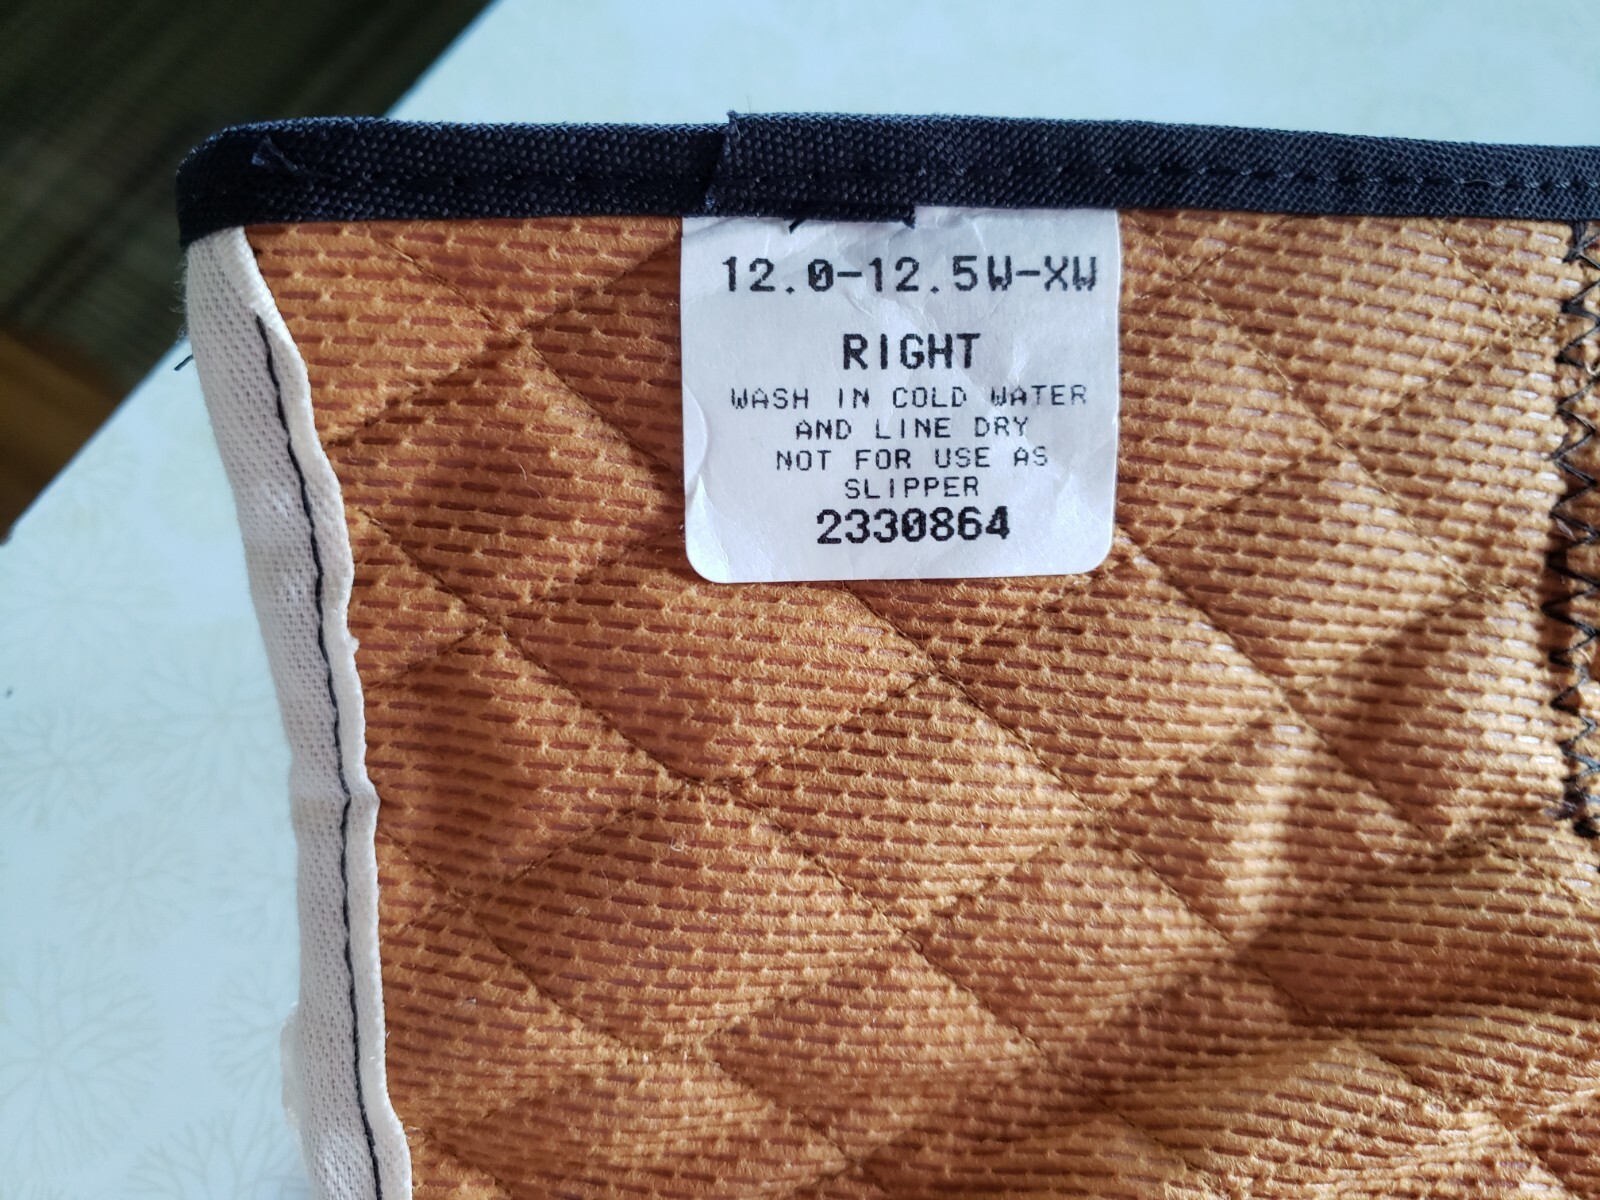 12.0-12.5W-XW
RIGHT
WASH IN COLD WATER
AND LINE DRY
NOT FOR USE AS
SLIPPER
2330864